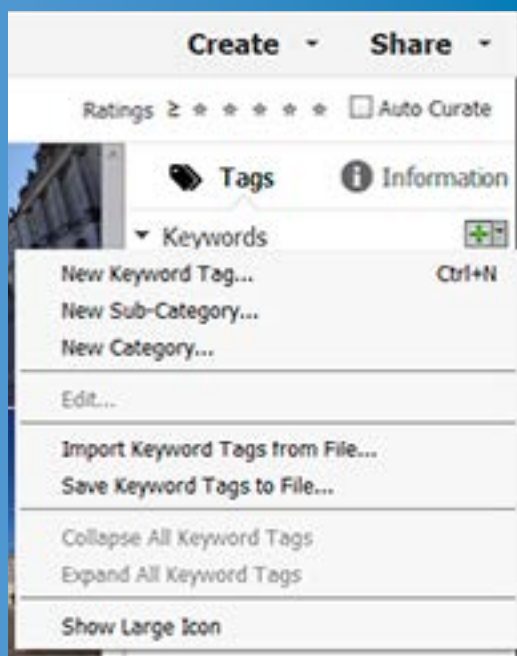 Create Share
Ratings ≥ Auto Curate
Tags Information
Keywords
New Keyword Tag... Ctrl+N
New Sub-Category...
New Category...
Edit...
Import Keyword Tags from File...
Save Keyword Tags to File...
Collapse All Keyword Tags
Expand All Keyword Tags
Show Large Icon